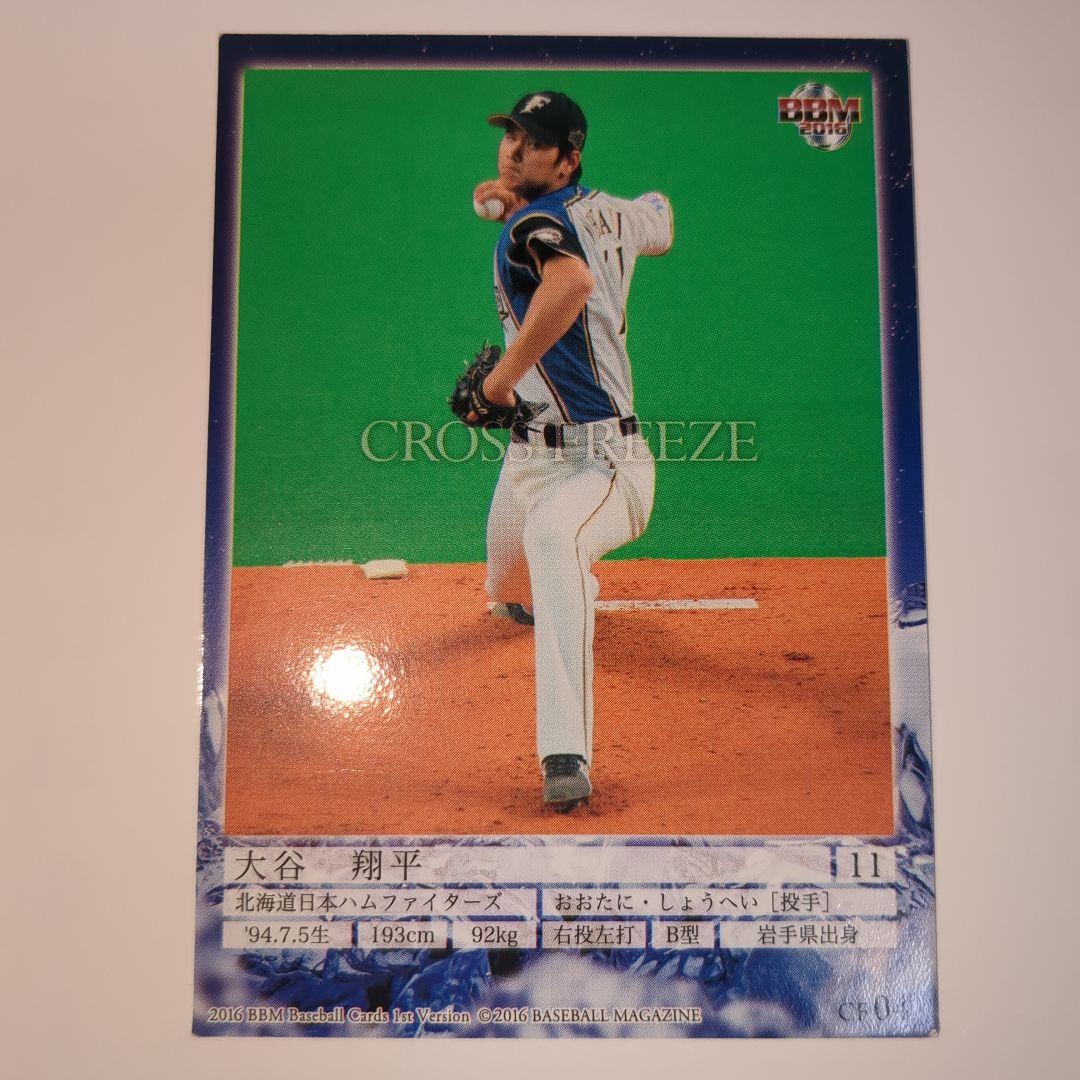 BBM
2016
11
CROSS FREEZE
大谷 翔平 11
北海道日本ハムファイターズ おおたに・しょうへい［投手］
'94.7.5生 193cm 92kg 右投左打 B型 岩手県出身
2016 BBM Baseball Cards 1st Version ©2016 BASEBALL MAGAZINE